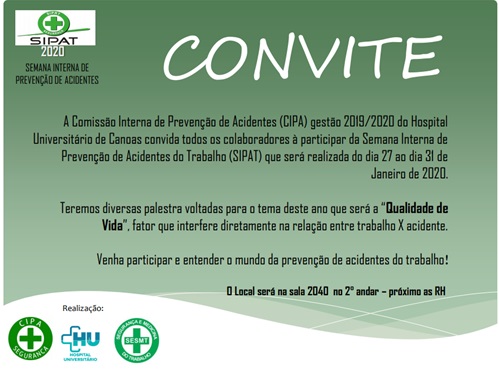 SIPAT
2020
SEMANA INTERNA DE
PREVENÇÃO DE ACIDENTES
CONVITE
A Comissão Interna de Prevenção de Acidentes (CIPA) gestão 2019/2020 do Hospital
Universitário de Canoas convida todos os colaboradores à participar da Semana Interna de
Prevenção de Acidentes do Trabalho (SIPAT) que será realizada do dia 27 ao dia 31 de
Janeiro de 2020.
Teremos diversas palestra voltadas para o tema deste ano que será a “Qualidade de
Vida”, fator que interfere diretamente na relação entre trabalho X acidente.
Venha participar e entender o mundo da prevenção de acidentes do trabalho!
O Local será na sala 2040 no 2° andar – próximo as RH
Realização:
CIPA
SEGURANÇA
HU
HOSPITAL
UNIVERSITÁRIO
SEGURANÇA E MEDICINA
SESMT
DO TRABALHO